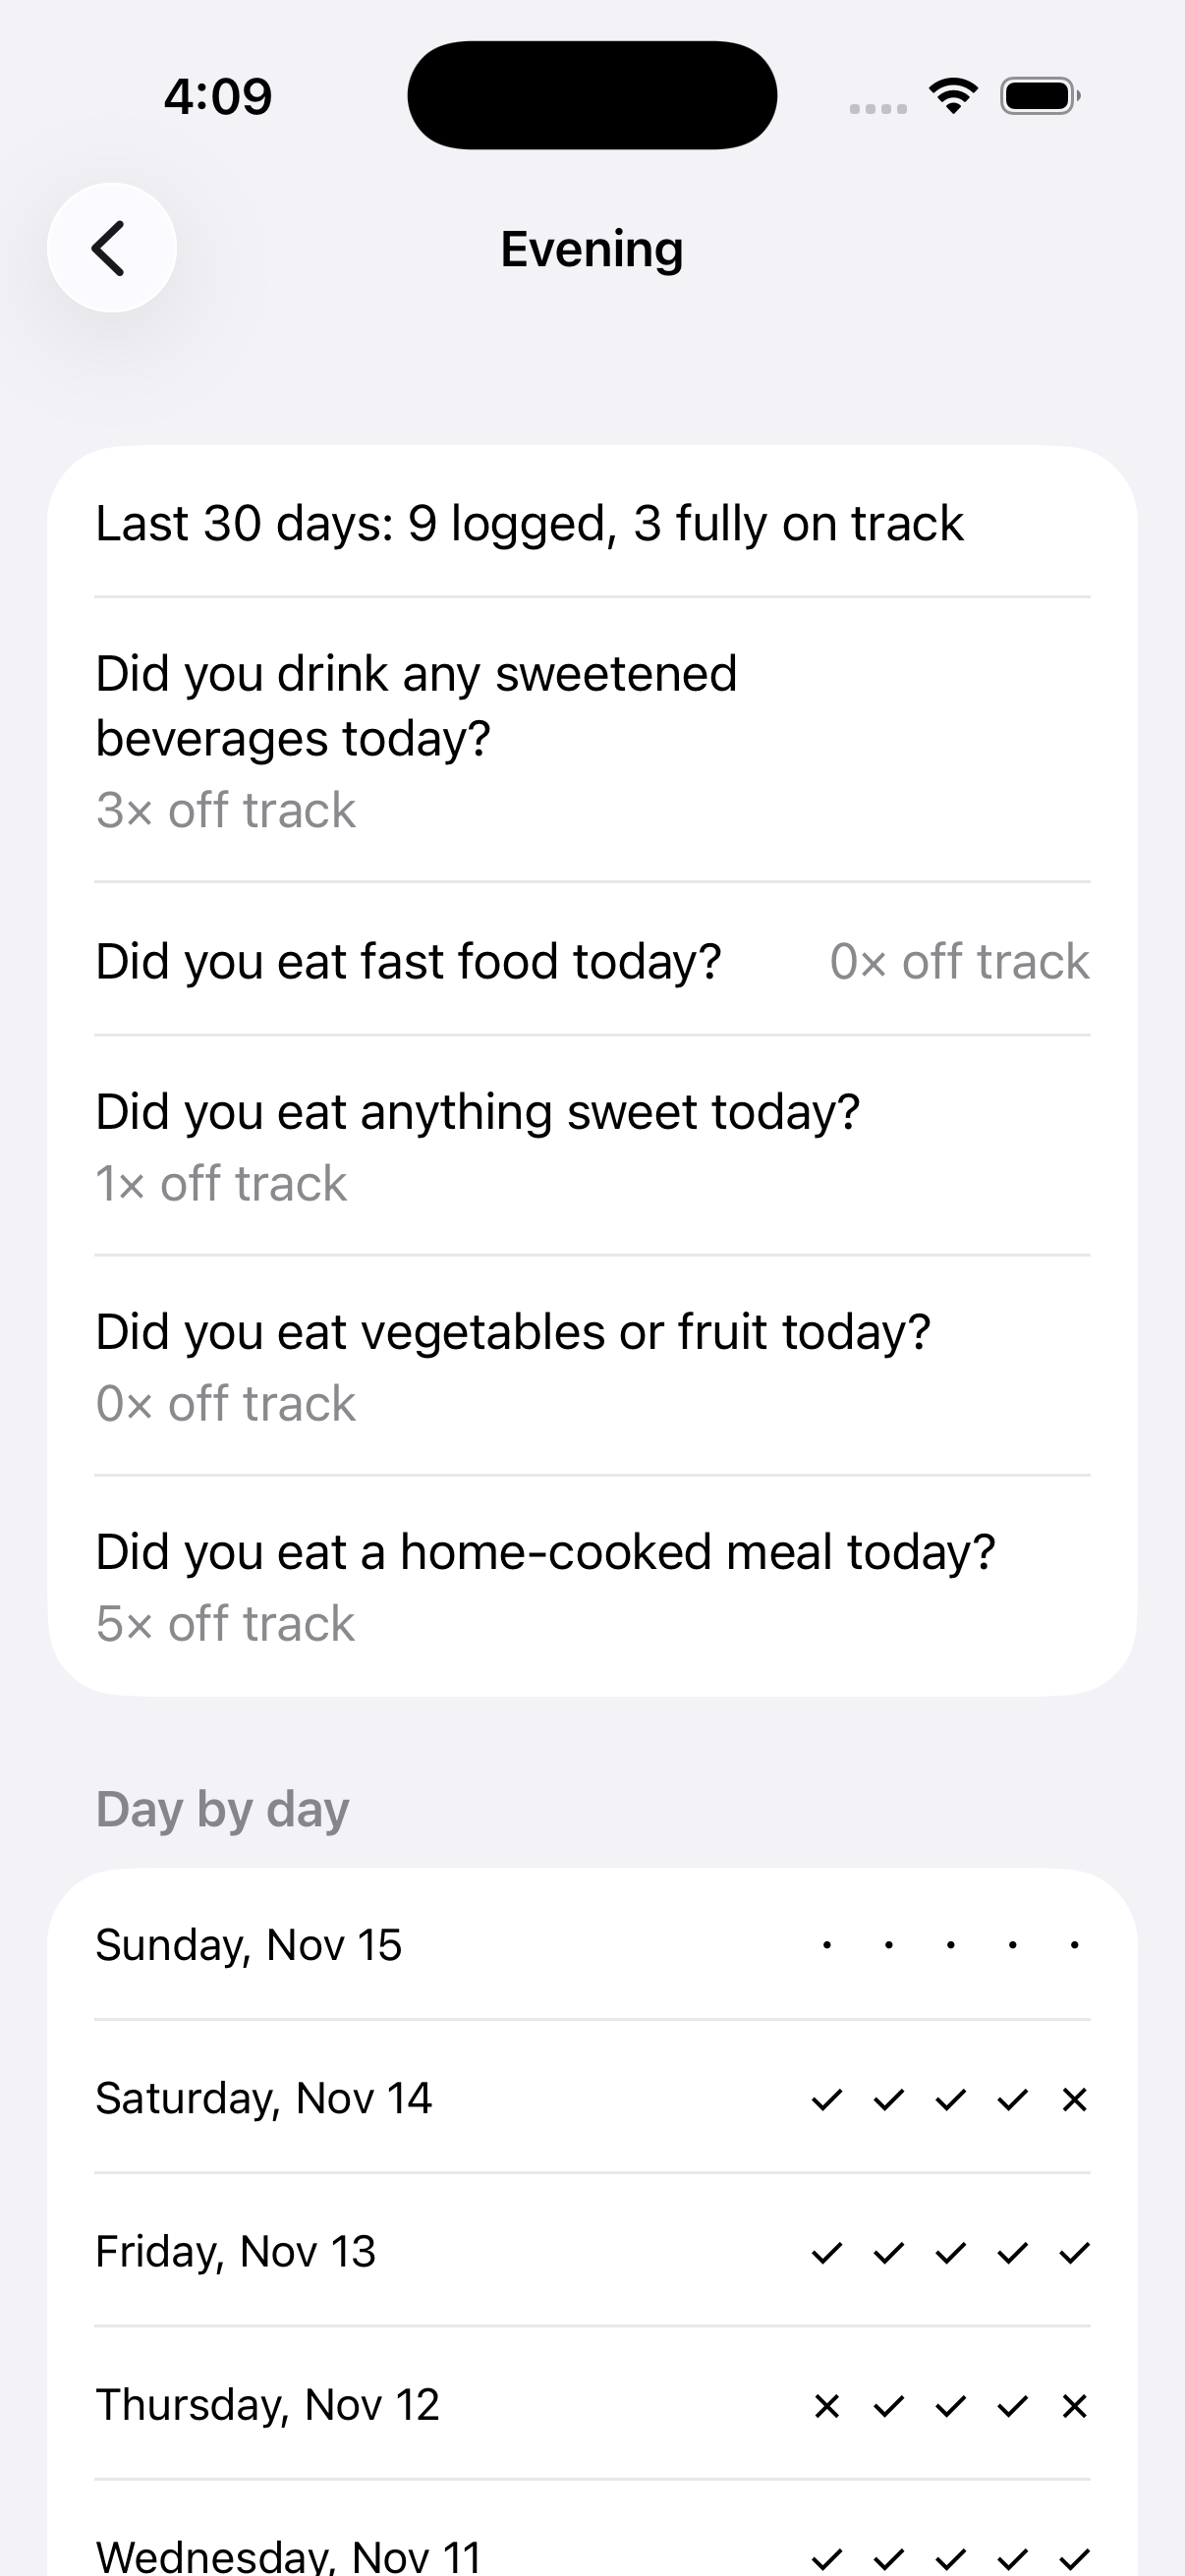 4:09
Evening
Last 30 days: 9 logged, 3 fully on track
Did you drink any sweetened
beverages today?
3× off track
Did you eat fast food today? 0× off track
Did you eat anything sweet today?
1× off track
Did you eat vegetables or fruit today?
0× off track
Did you eat a home-cooked meal today?
5× off track
Day by day
Sunday, Nov 15 · · · · ·
Saturday, Nov 14 ✓ ✓ ✓ ✓ ×
Friday, Nov 13 ✓ ✓ ✓ ✓ ✓
Thursday, Nov 12 × ✓ ✓ ✓ ×
Wednesday, Nov 11 ✓ ✓ ✓ ✓ ✓